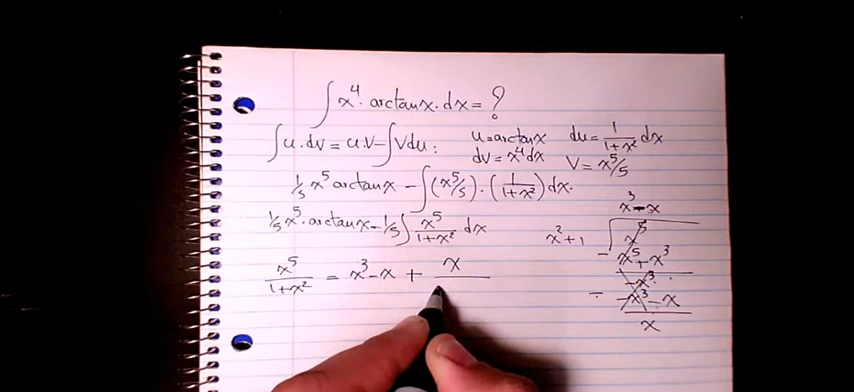 ∫ x⁴ · arctanx · dx = ?
∫ u . dv = u.v - ∫ v du : u = arctanx du = 1/(1+x²) dx
dv = x⁴ dx V = x⁵/5
1/5 x⁵ arctanx - ∫ (x⁵/5) · (1/(1+x²)) dx.
1/5 x⁵ · arctanx - 1/5 ∫ x⁵/(1+x²) dx
x⁵/(1+x²) = x³ - x + x/
x³ - x
x² + 1 x⁵
- x⁵ + x³
- x³
- - x³ - x
x